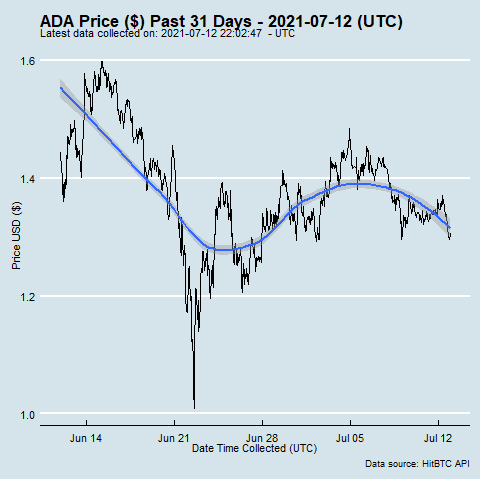 ADA Price ($) Past 31 Days - 2021-07-12 (UTC)
Latest data collected on: 2021-07-12 22:02:47 - UTC
1.6
1.4
1.2
1.0
Price USD ($)
Jun 14 Jun 21 Jun 28 Jul 05 Jul 12
Date Time Collected (UTC)
Data source: HitBTC API